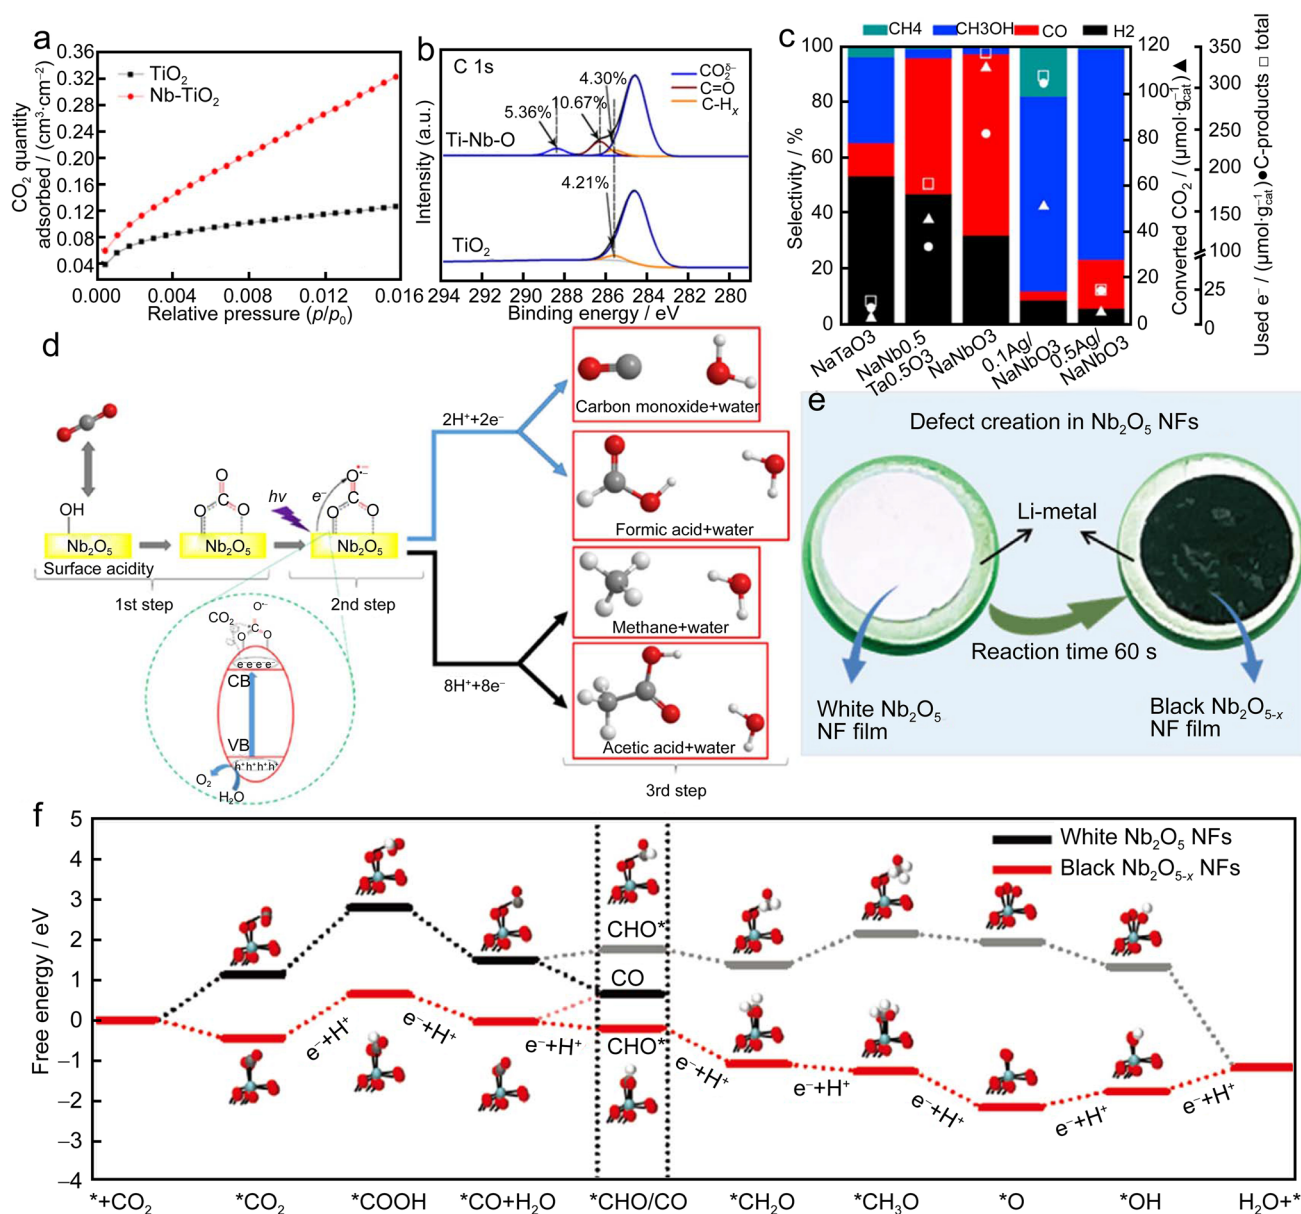 a
0.36
0.32
0.28
0.24
0.20
0.16
0.12
0.08
0.04
CO₂ quantity
adsorbed / (cm³·cm⁻²)
TiO₂
Nb-TiO₂
0.000
0.004
0.008
0.012
0.016
Relative pressure (p/p₀)
b
C 1s
4.30%
10.67%
5.36%
CO₂^δ−
C=O
C-Hₓ
Ti-Nb-O
4.21%
TiO₂
Intensity (a.u.)
294
292
290
288
286
284
282
280
Binding energy / eV
c
CH4
CH3OH
CO
H2
100
80
60
40
20
0
Selectivity / %
120
100
80
60
40
20
0
Converted CO₂ / (μmol·g⁻¹cat) ▲
350
300
250
200
150
100
25
0
Used e⁻ / (μmol·g⁻¹cat) ● C-products □ total
NaTaO3
NaNb0.5
Ta0.5O3
NaNbO3
0.1Ag/
NaNbO3
0.5Ag/
NaNbO3
d
OH
Nb₂O₅
Surface acidity
1st step
O
C
O
O
Nb₂O₅
hv
e⁻
O•−
C
O
O
Nb₂O₅
2nd step
CO₂
O•−
C
O
O
e⁻ e⁻ e⁻ e⁻
CB
VB
h⁺ h⁺ h⁺ h⁺
O₂
H₂O
2H⁺+2e⁻
8H⁺+8e⁻
Carbon monoxide+water
Formic acid+water
Methane+water
Acetic acid+water
3rd step
e
Defect creation in Nb₂O₅ NFs
Li-metal
Reaction time 60 s
White Nb₂O₅
NF film
Black Nb₂O₅₋ₓ
NF film
f
5
4
3
2
1
0
−1
−2
−3
−4
Free energy / eV
White Nb₂O₅ NFs
Black Nb₂O₅₋ₓ NFs
CHO*
CO
CHO*
e⁻+H⁺
e⁻+H⁺
e⁻+H⁺
e⁻+H⁺
e⁻+H⁺
e⁻+H⁺
e⁻+H⁺
e⁻+H⁺
*+CO₂
*CO₂
*COOH
*CO+H₂O
*CHO/CO
*CH₂O
*CH₃O
*O
*OH
H₂O+*